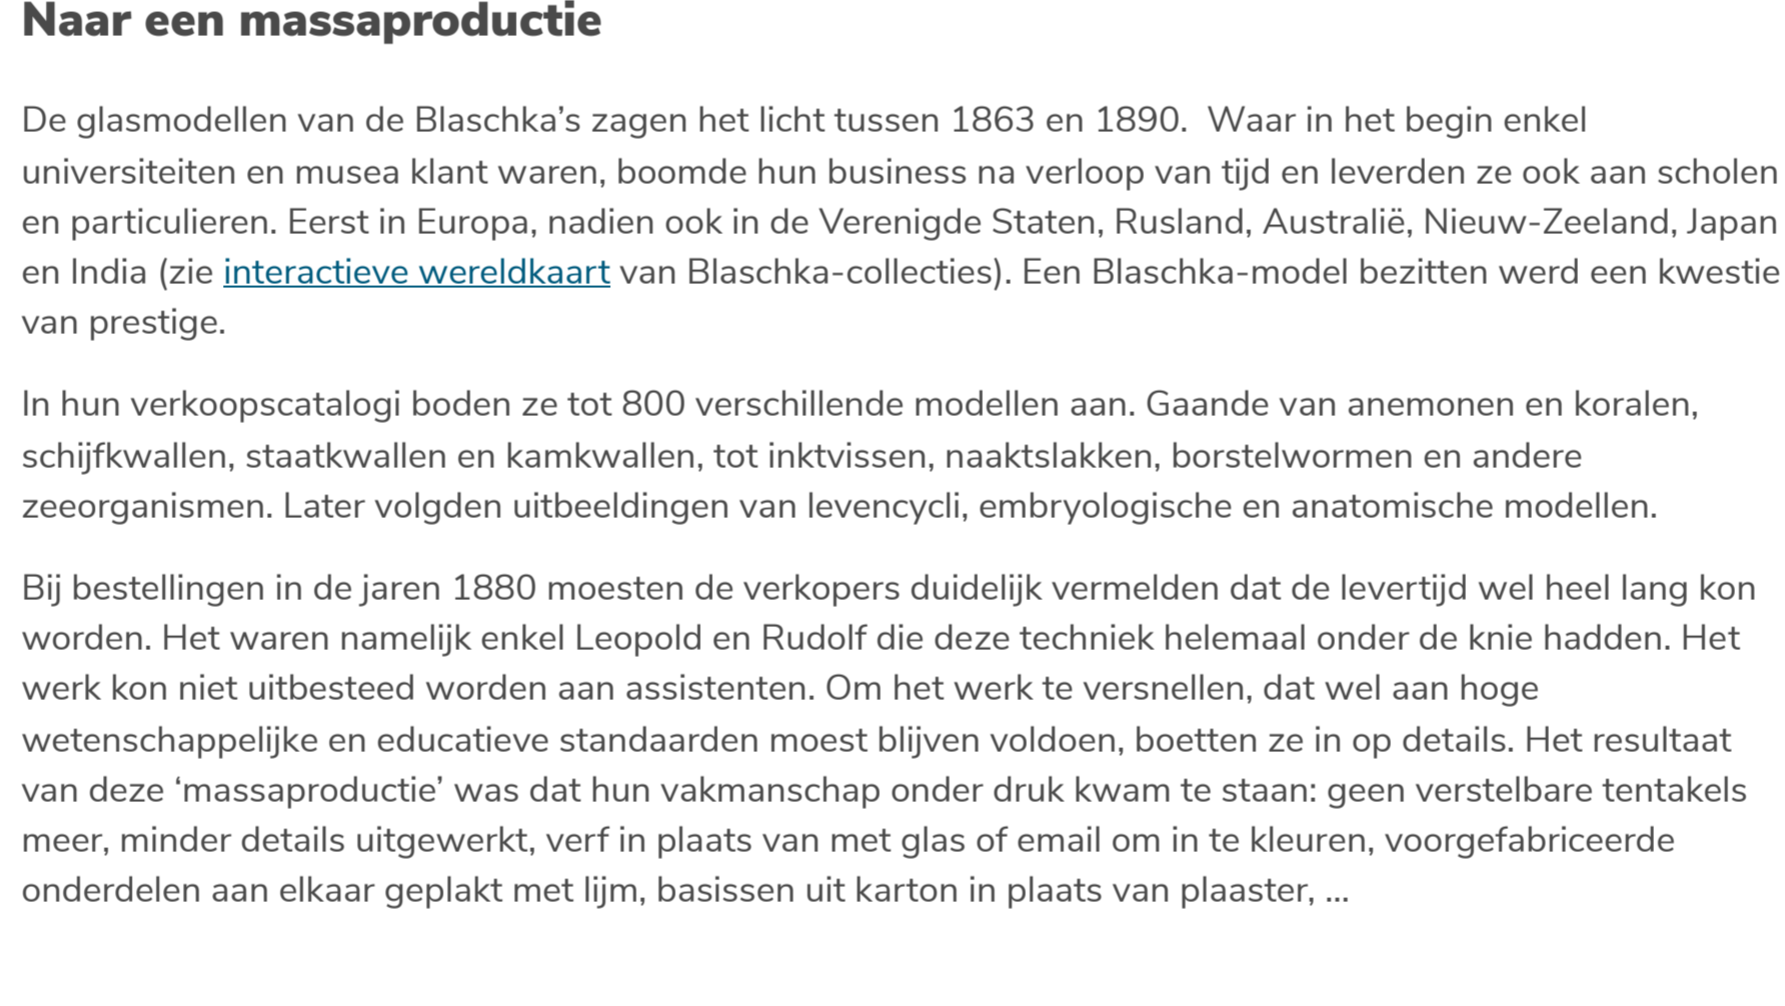 Naar een massaproductie
De glasmodellen van de Blaschka’s zagen het licht tussen 1863 en 1890.  Waar in het begin enkel
universiteiten en musea klant waren, boomde hun business na verloop van tijd en leverden ze ook aan scholen
en particulieren. Eerst in Europa, nadien ook in de Verenigde Staten, Rusland, Australië, Nieuw-Zeeland, Japan
en India (zie interactieve wereldkaart van Blaschka-collecties). Een Blaschka-model bezitten werd een kwestie
van prestige.
In hun verkoopscatalogi boden ze tot 800 verschillende modellen aan. Gaande van anemonen en koralen,
schijfkwallen, staatkwallen en kamkwallen, tot inktvissen, naaktslakken, borstelwormen en andere
zeeorganismen. Later volgden uitbeeldingen van levencycli, embryologische en anatomische modellen.
Bij bestellingen in de jaren 1880 moesten de verkopers duidelijk vermelden dat de levertijd wel heel lang kon
worden. Het waren namelijk enkel Leopold en Rudolf die deze techniek helemaal onder de knie hadden. Het
werk kon niet uitbesteed worden aan assistenten. Om het werk te versnellen, dat wel aan hoge
wetenschappelijke en educatieve standaarden moest blijven voldoen, boetten ze in op details. Het resultaat
van deze ‘massaproductie’ was dat hun vakmanschap onder druk kwam te staan: geen verstelbare tentakels
meer, minder details uitgewerkt, verf in plaats van met glas of email om in te kleuren, voorgefabriceerde
onderdelen aan elkaar geplakt met lijm, basissen uit karton in plaats van plaaster, ...